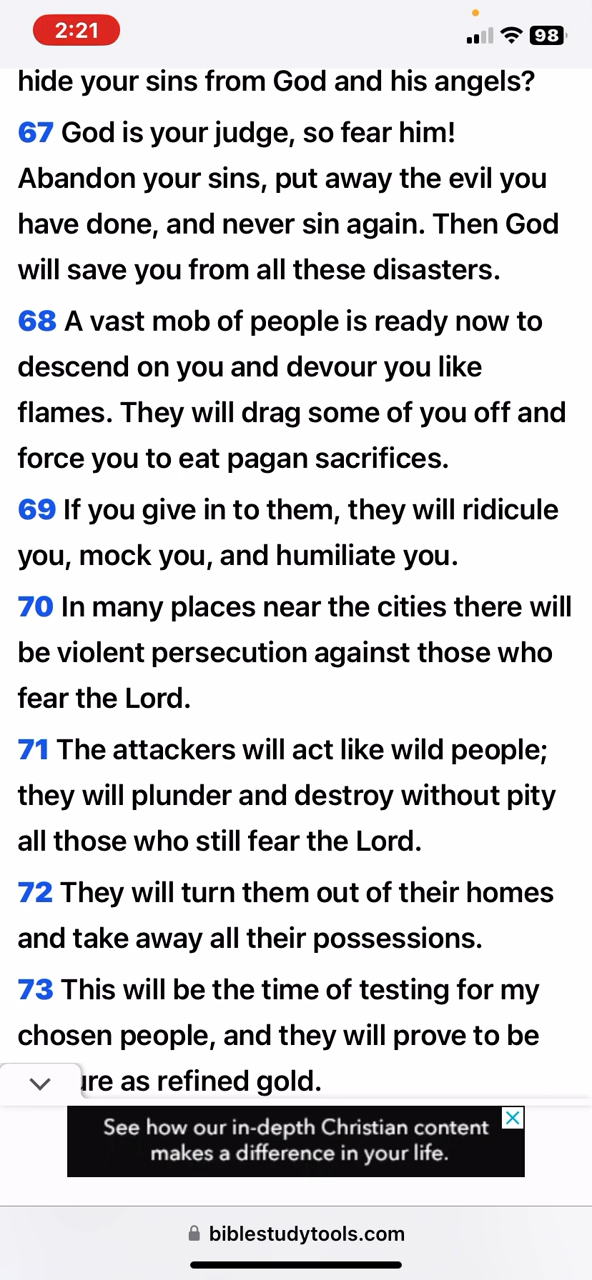 2:21
98
hide your sins from God and his angels?
67 God is your judge, so fear him!
Abandon your sins, put away the evil you
have done, and never sin again. Then God
will save you from all these disasters.
68 A vast mob of people is ready now to
descend on you and devour you like
flames. They will drag some of you off and
force you to eat pagan sacrifices.
69 If you give in to them, they will ridicule
you, mock you, and humiliate you.
70 In many places near the cities there will
be violent persecution against those who
fear the Lord.
71 The attackers will act like wild people;
they will plunder and destroy without pity
all those who still fear the Lord.
72 They will turn them out of their homes
and take away all their possessions.
73 This will be the time of testing for my
chosen people, and they will prove to be
ure as refined gold.
See how our in-depth Christian content
makes a difference in your life.
biblestudytools.com